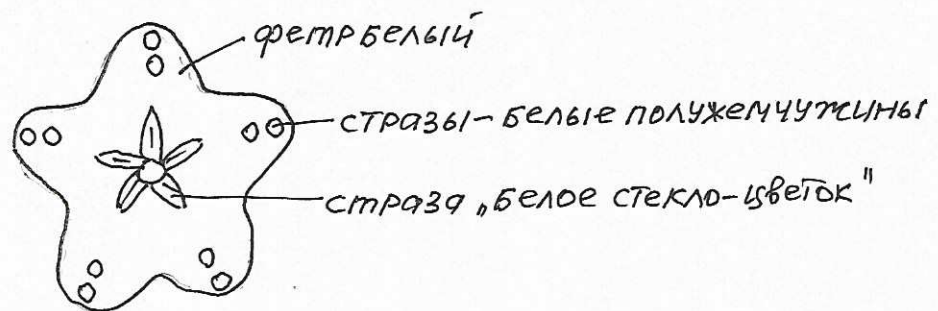 фетр белый
стразы – белые полужемчужины
страза „Белое стекло-цветок"